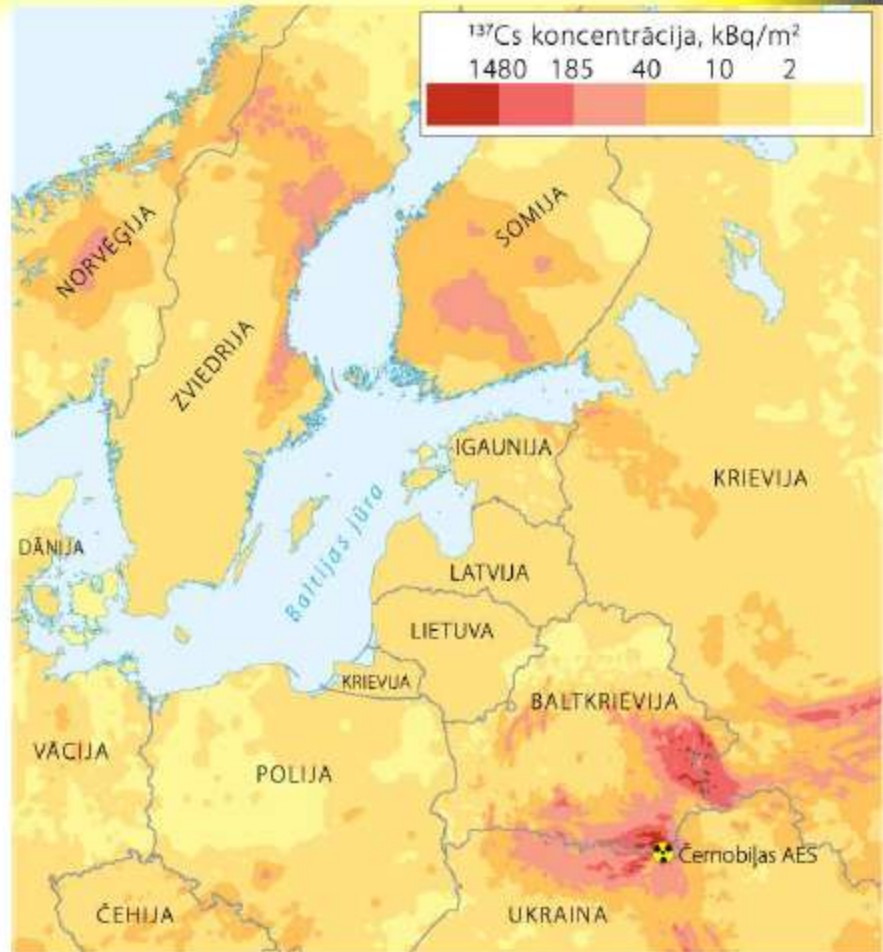 ¹³⁷Cs koncentrācija, kBq/m²
1480 185 40 10 2
NORVEĢIJA
ZVIEDRIJA
SOMIJA
IGAUNIJA
KRIEVIJA
DĀNIJA
Baltijas jūra
LATVIJA
LIETUVA
KRIEVIJA
BALTKRIEVIJA
VĀCIJA
POLIJA
Černobiļas AES
ČEHIJA
UKRAINA